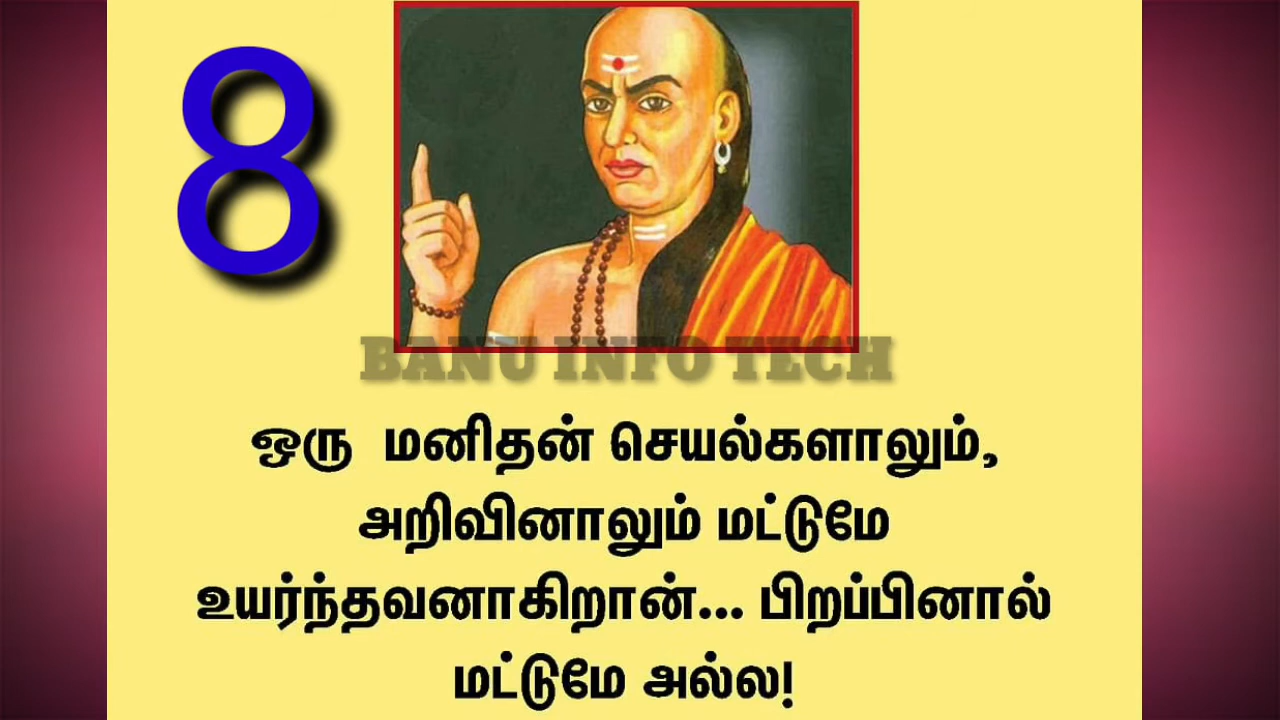 8
BANU INFO TECH
ஒரு மனிதன் செயல்களாலும்,
அறிவினாலும் மட்டுமே
உயர்ந்தவனாகிறான்... பிறப்பினால்
மட்டுமே அல்ல!